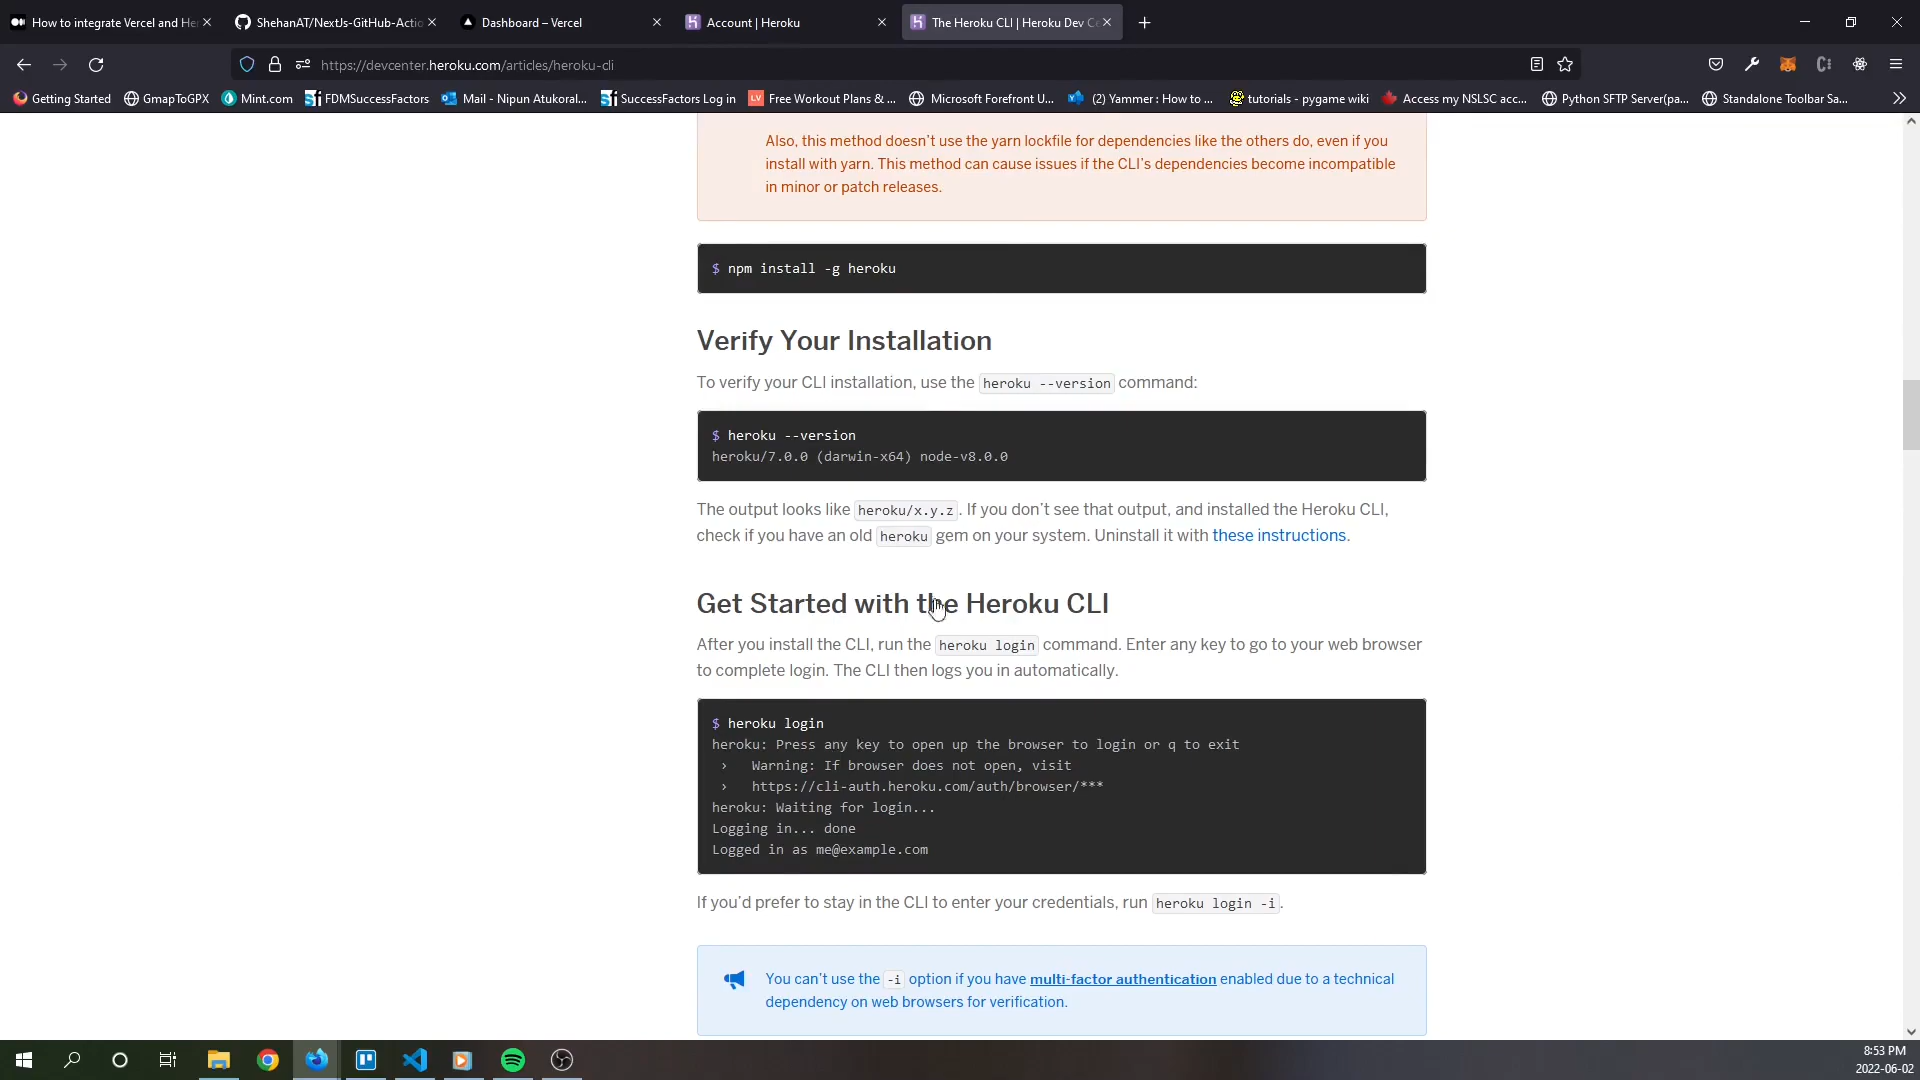 How to integrate Vercel and He
ShehanAT/NextJs-GitHub-Actio
Dashboard – Vercel
Account | Heroku
The Heroku CLI | Heroku Dev Ce
https://devcenter.heroku.com/articles/heroku-cli
Getting Started
GmapToGPX
Mint.com
FDMSuccessFactors
Mail - Nipun Atukoral...
SuccessFactors Log in
Free Workout Plans & ...
Microsoft Forefront U...
(2) Yammer : How to ...
tutorials - pygame wiki
Access my NSLSC acc...
Python SFTP Server(pa...
Standalone Toolbar Sa...
Also, this method doesn't use the yarn lockfile for dependencies like the others do, even if you
install with yarn. This method can cause issues if the CLI's dependencies become incompatible
in minor or patch releases.
$ npm install -g heroku
Verify Your Installation
To verify your CLI installation, use the heroku --version command:
$ heroku --version
heroku/7.0.0 (darwin-x64) node-v8.0.0
The output looks like heroku/x.y.z. If you don't see that output, and installed the Heroku CLI,
check if you have an old heroku gem on your system. Uninstall it with these instructions.
Get Started with the Heroku CLI
After you install the CLI, run the heroku login command. Enter any key to go to your web browser
to complete login. The CLI then logs you in automatically.
$ heroku login
heroku: Press any key to open up the browser to login or q to exit
› Warning: If browser does not open, visit
› https://cli-auth.heroku.com/auth/browser/***
heroku: Waiting for login...
Logging in... done
Logged in as me@example.com
If you'd prefer to stay in the CLI to enter your credentials, run heroku login -i.
You can't use the -i option if you have multi-factor authentication enabled due to a technical
dependency on web browsers for verification.
8:53 PM
2022-06-02